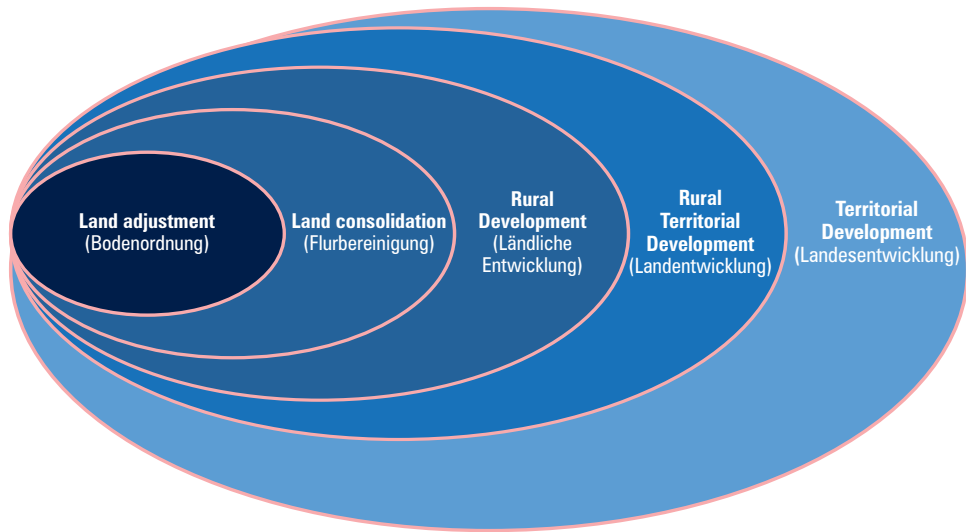 Land adjustment
(Bodenordnung)
Land consolidation
(Flurbereinigung)
Rural
Development
(Ländliche
Entwicklung)
Rural
Territorial
Development
(Landentwicklung)
Territorial
Development
(Landesentwicklung)